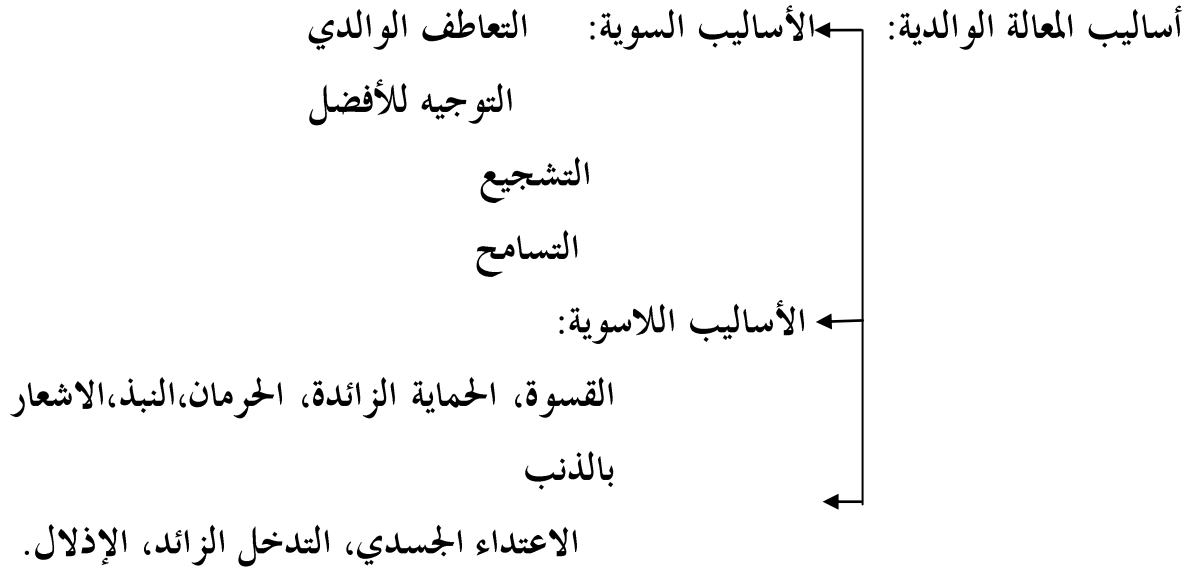 أساليب المعالة الوالدية: الأساليب السوية: التعاطف الوالدي
التوجيه للأفضل
التشجيع
التسامح
الأساليب اللاسوية:
القسوة، الحماية الزائدة، الحرمان،النبذ،الاشعار
بالذنب
الاعتداء الجسدي، التدخل الزائد، الإذلال.